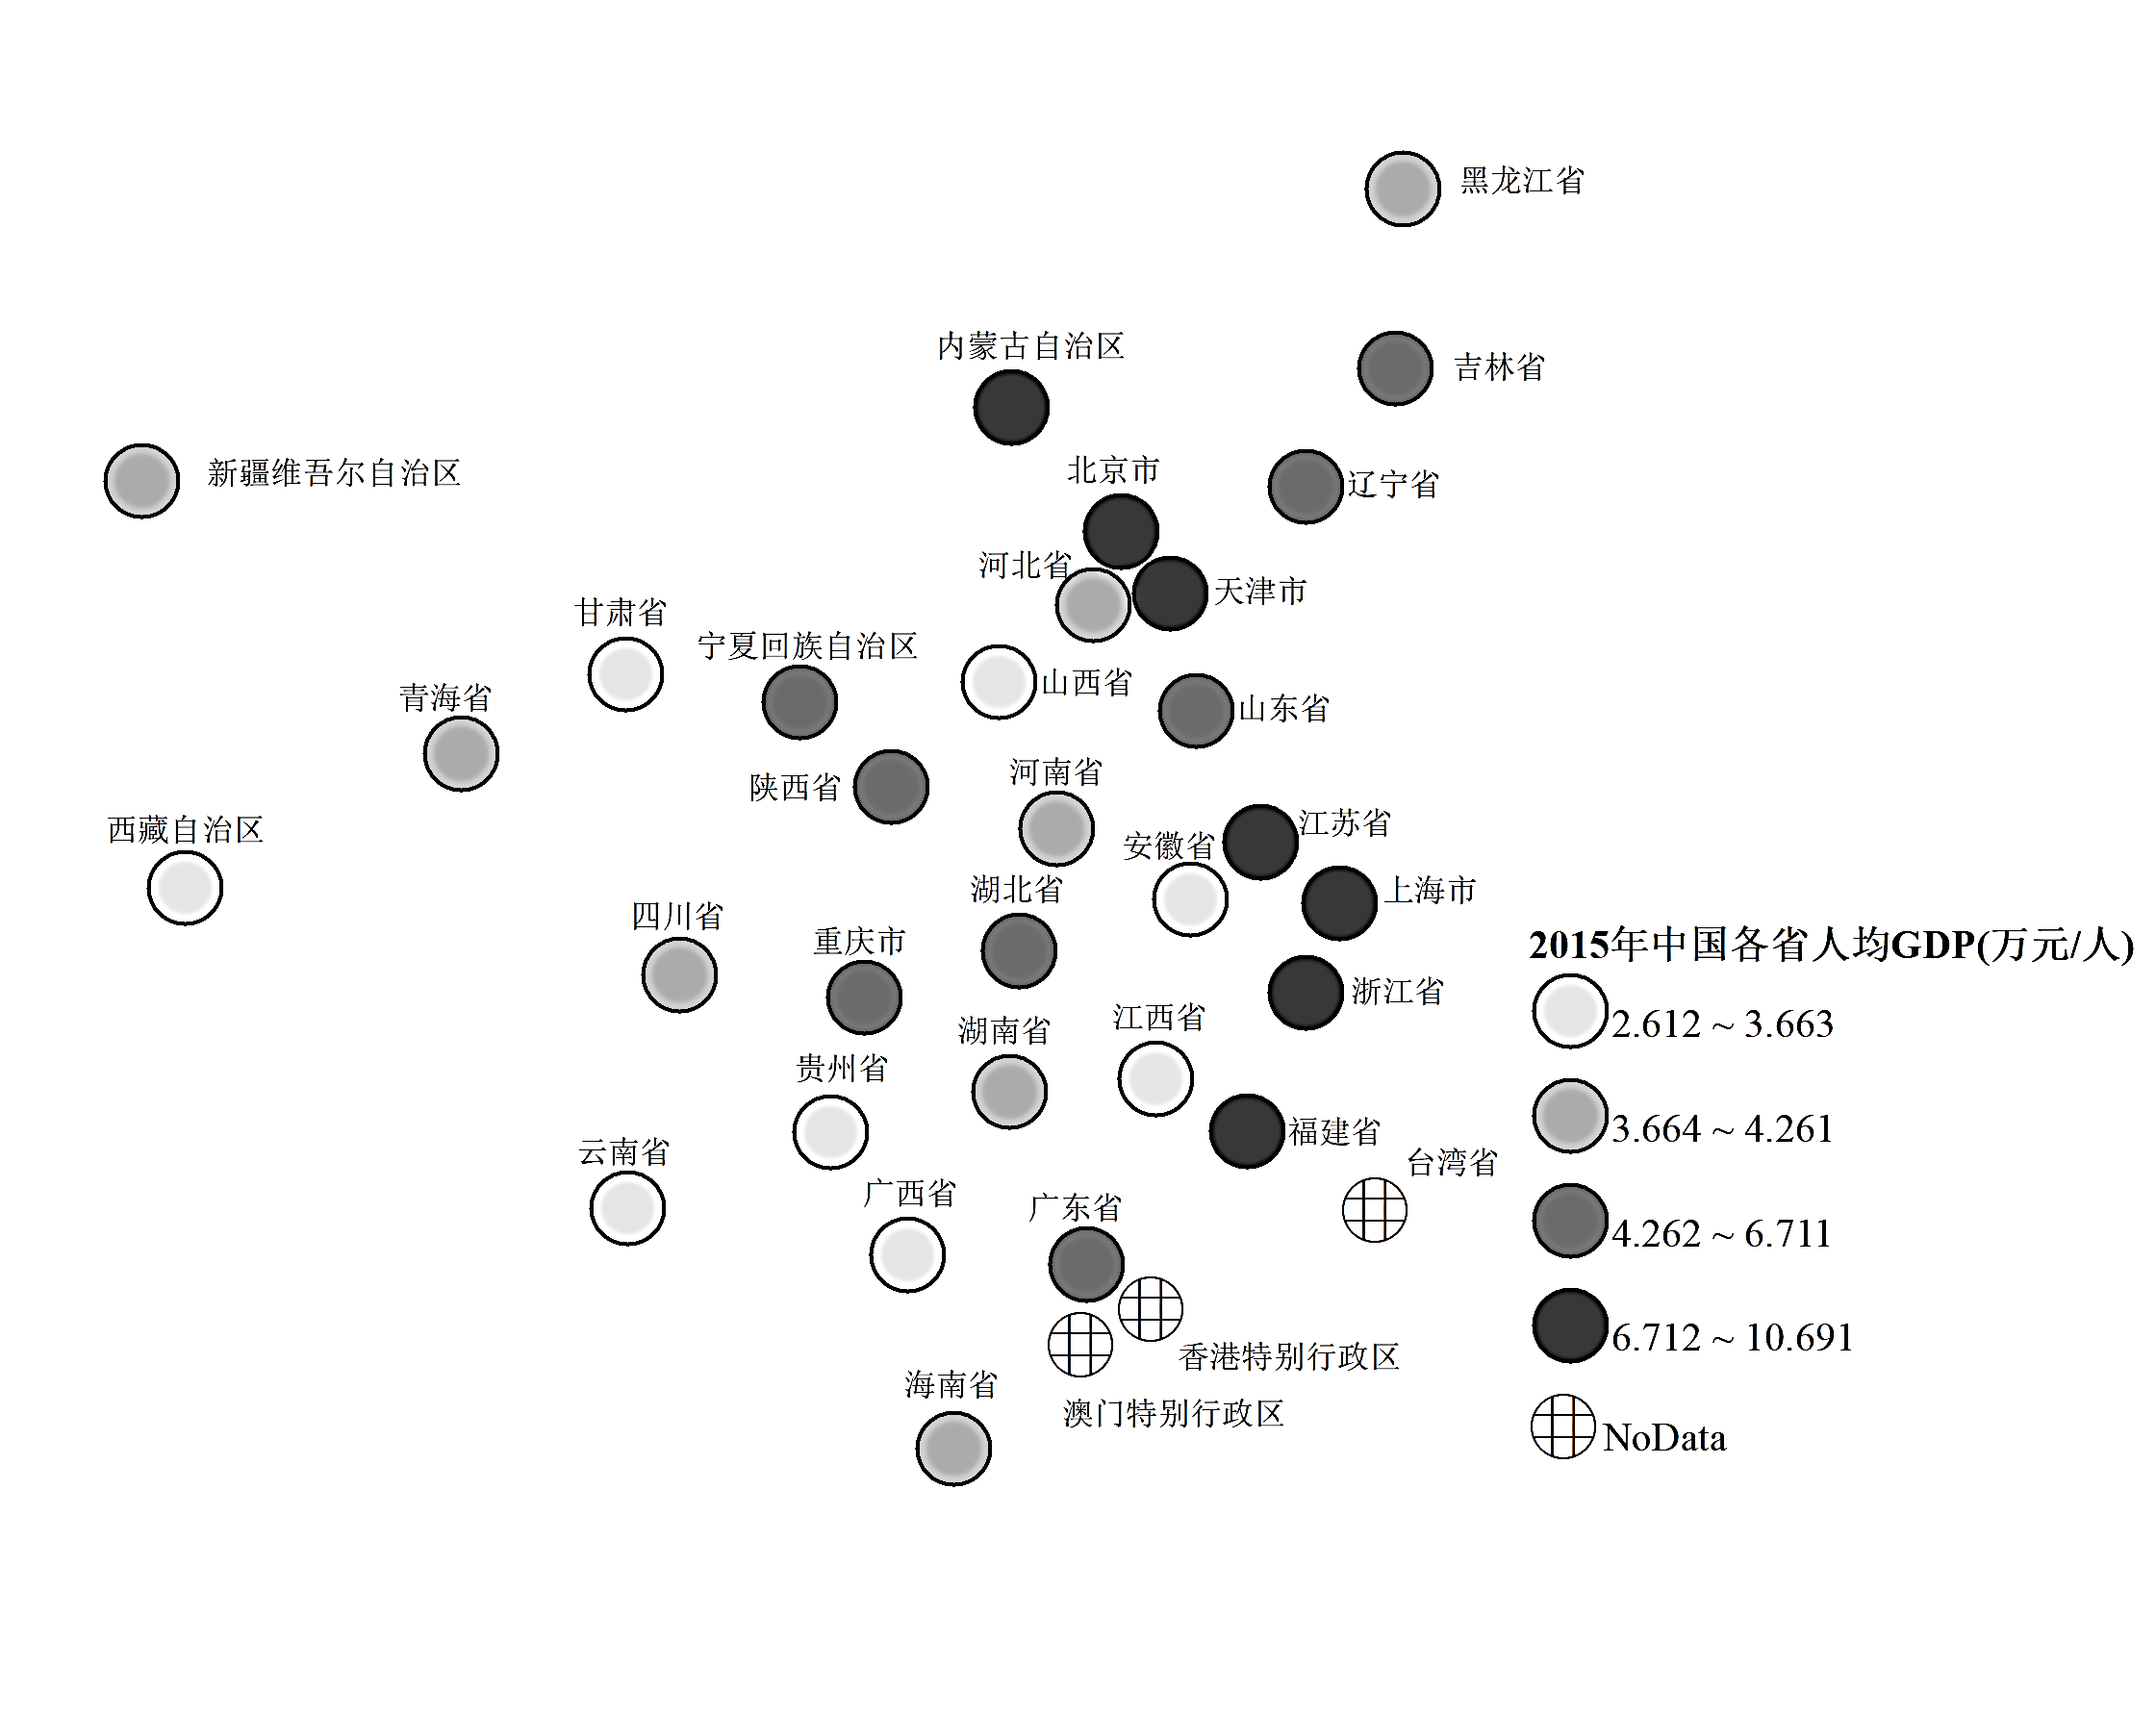 黑龙江省
内蒙古自治区
吉林省
北京市
新疆维吾尔自治区
辽宁省
河北省
天津市
甘肃省
宁夏回族自治区
山西省
青海省
山东省
河南省
陕西省
江苏省
西藏自治区
安徽省
湖北省
上海市
四川省
重庆市
2015年中国各省人均GDP(万元/人)
浙江省
江西省
2.612 ~ 3.663
湖南省
贵州省
3.664 ~ 4.261
福建省
云南省
台湾省
广西省
广东省
4.262 ~ 6.711
6.712 ~ 10.691
香港特别行政区
海南省
澳门特别行政区
NoData